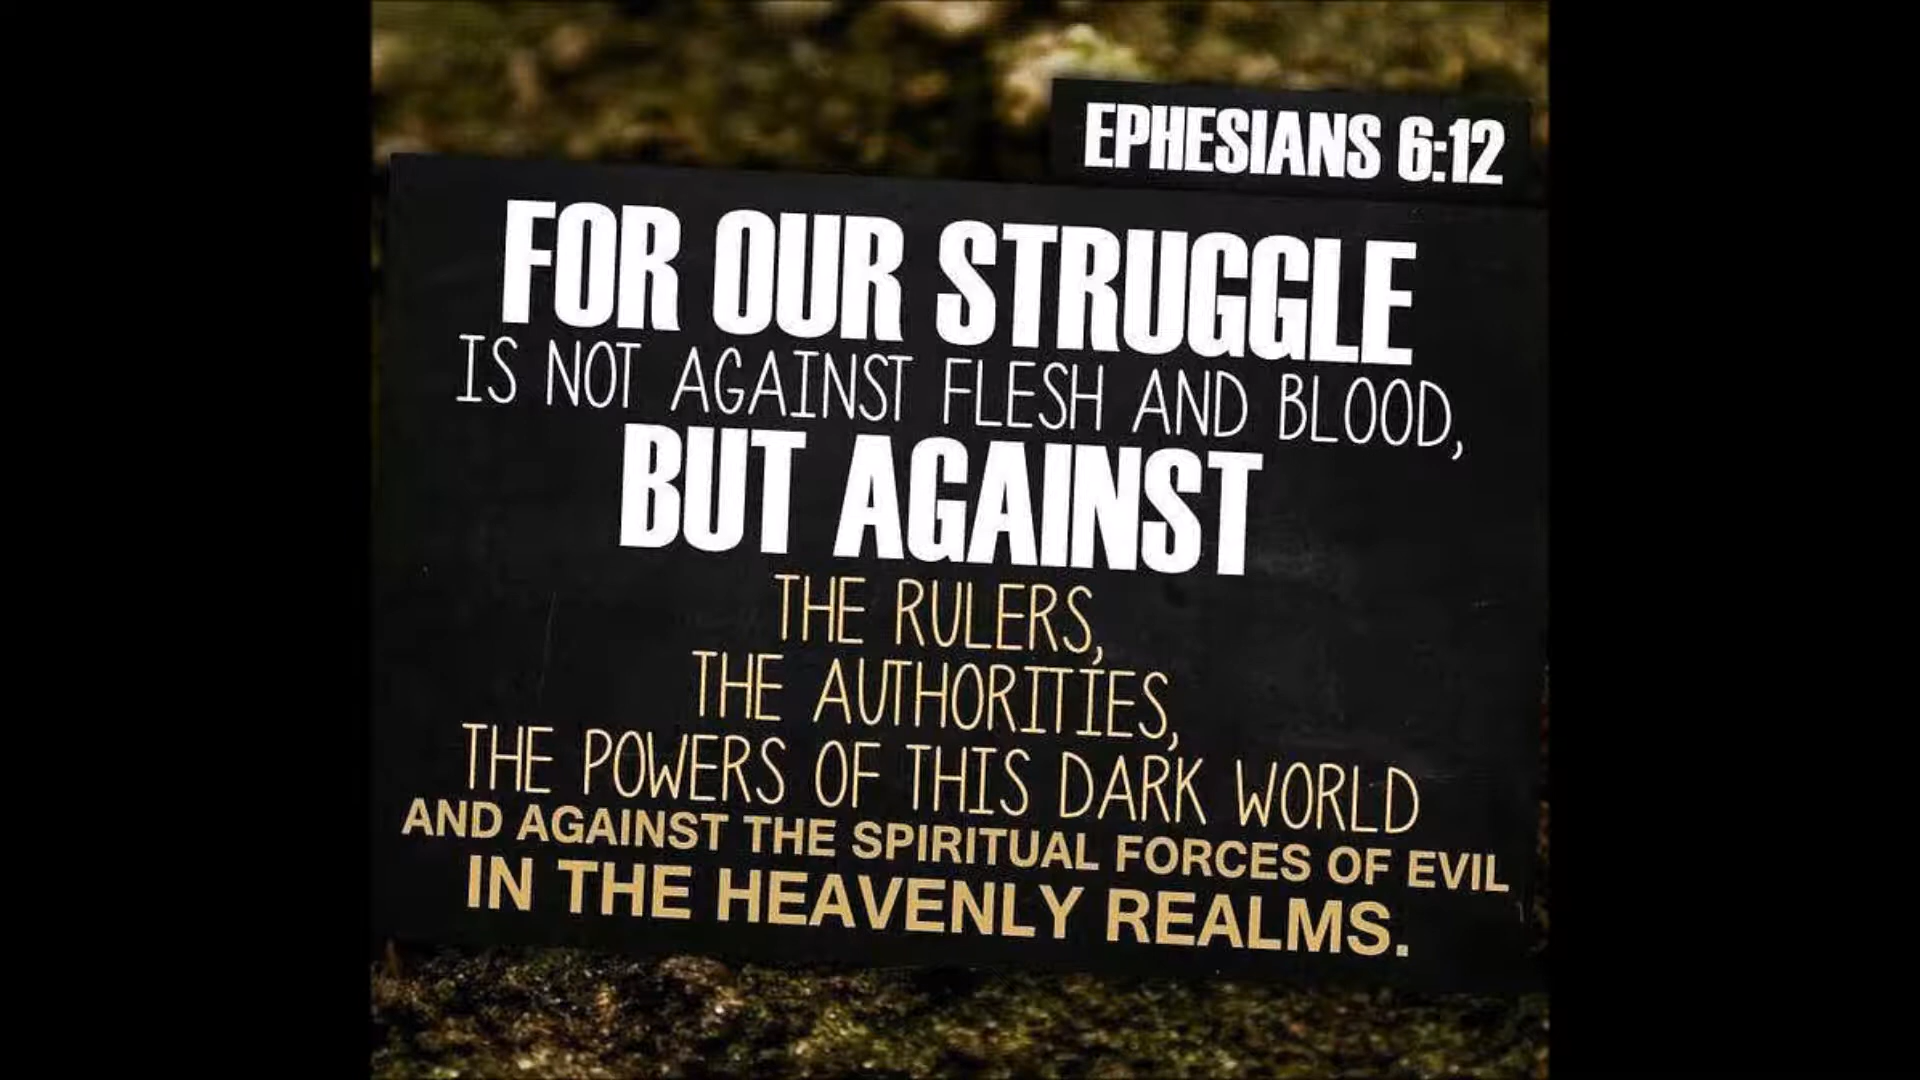 EPHESIANS 6:12
FOR OUR STRUGGLE
IS NOT AGAINST FLESH AND BLOOD,
BUT AGAINST
THE RULERS,
THE AUTHORITIES,
THE POWERS OF THIS DARK WORLD
AND AGAINST THE SPIRITUAL FORCES OF EVIL
IN THE HEAVENLY REALMS.